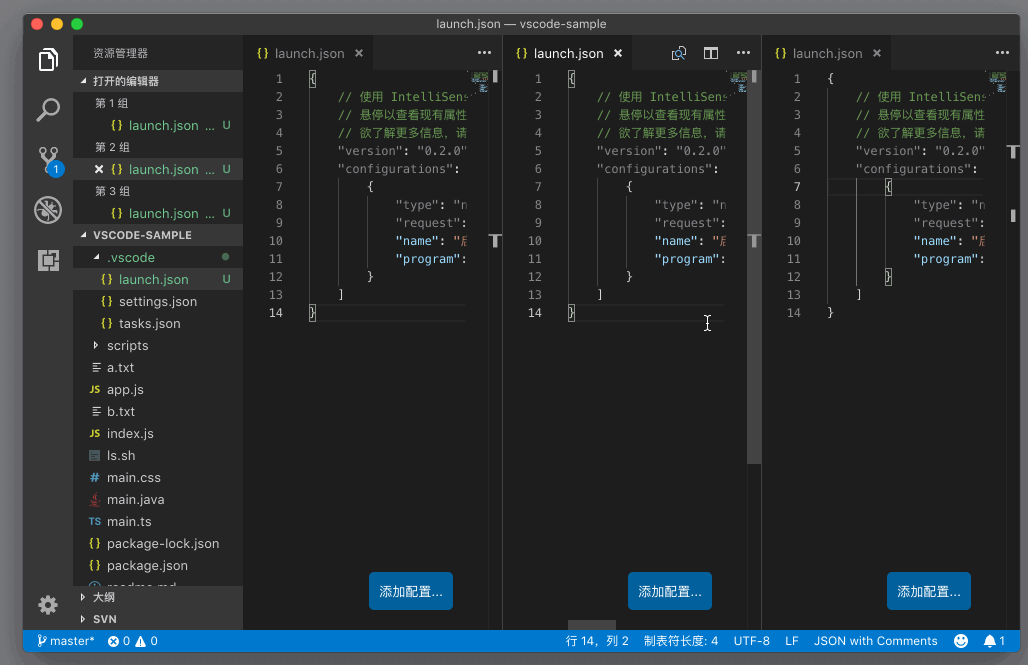 launch.json — vscode-sample
资源管理器
打开的编辑器
第 1 组
{} launch.json ... U
第 2 组
{} launch.json ... U
第 3 组
{} launch.json ... U
VSCODE-SAMPLE
.vscode
{} launch.json U
{} settings.json
{} tasks.json
scripts
a.txt
JS app.js
b.txt
JS index.js
ls.sh
# main.css
main.java
TS main.ts
{} package-lock.json
{} package.json
readme.md
大纲
SVN
1
{} launch.json × ...
1 {
2 // 使用 IntelliSens
3 // 悬停以查看现有属性
4 // 欲了解更多信息，请
5 "version": "0.2.0"
6 "configurations":
7 {
8 "type": "n
9 "request":
10 "name": "启
11 "program":
12 }
13 ]
14 }
添加配置...
{} launch.json × ...
1 {
2 // 使用 IntelliSens
3 // 悬停以查看现有属性
4 // 欲了解更多信息，请
5 "version": "0.2.0"
6 "configurations":
7 {
8 "type": "n
9 "request":
10 "name": "启
11 "program":
12 }
13 ]
14 }
添加配置...
{} launch.json × ...
1 {
2 // 使用 IntelliSens
3 // 悬停以查看现有属性
4 // 欲了解更多信息，请
5 "version": "0.2.0"
6 "configurations":
7 {
8 "type": "n
9 "request":
10 "name": "启
11 "program":
12 }
13 ]
14 }
添加配置...
master* 0 0 行 14，列 2 制表符长度: 4 UTF-8 LF JSON with Comments 1